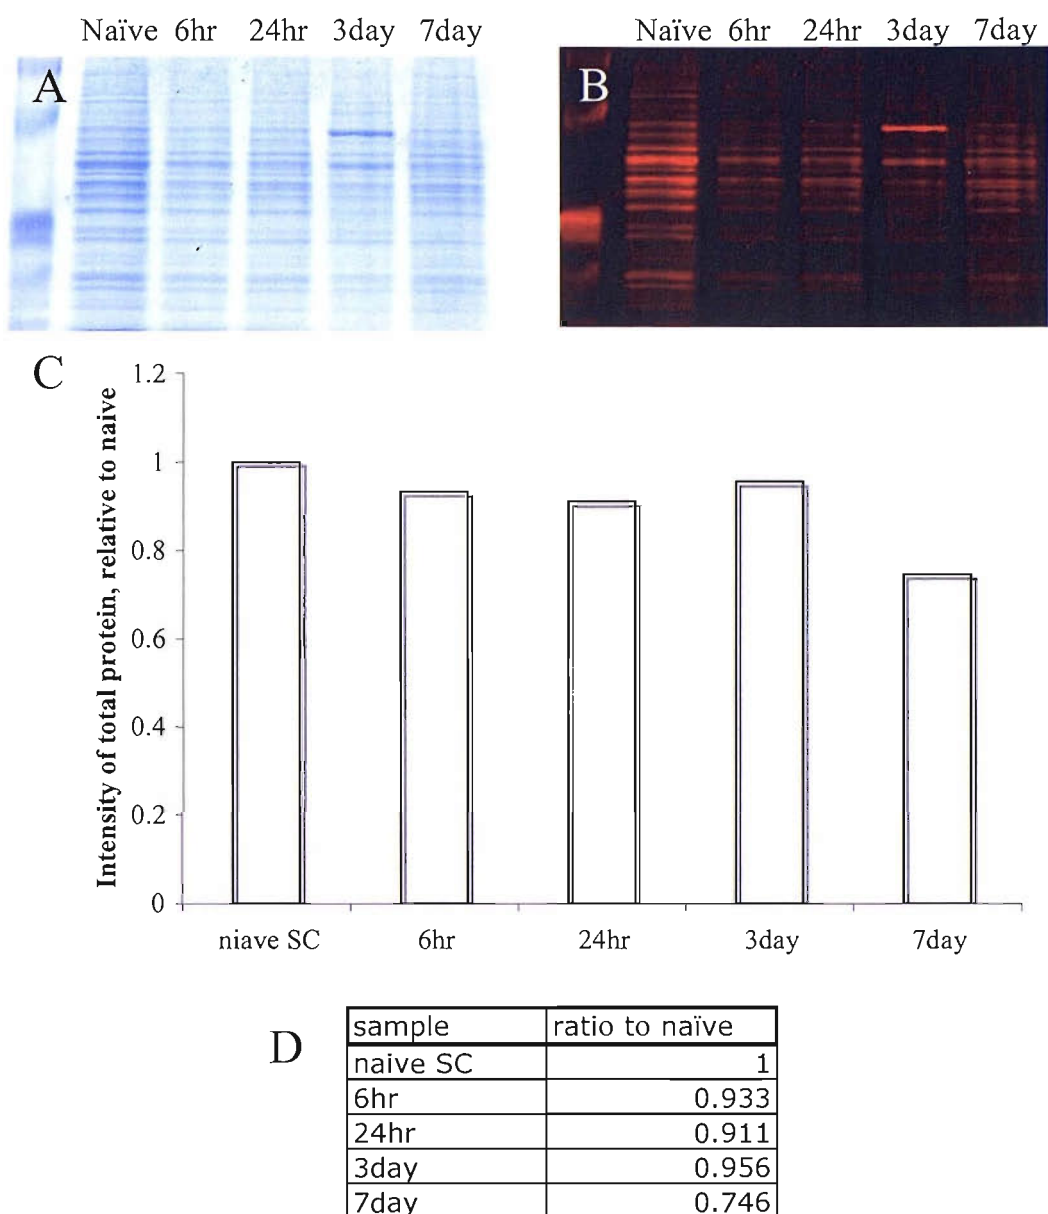 Naïve 6hr 24hr 3day 7day
A
Naïve 6hr 24hr 3day 7day
B
C
Intensity of total protein, relative to naive
1.2
1
0.8
0.6
0.4
0.2
0
niave SC 6hr 24hr 3day 7day
D
sample ratio to naïve
naive SC 1
6hr 0.933
24hr 0.911
3day 0.956
7day 0.746